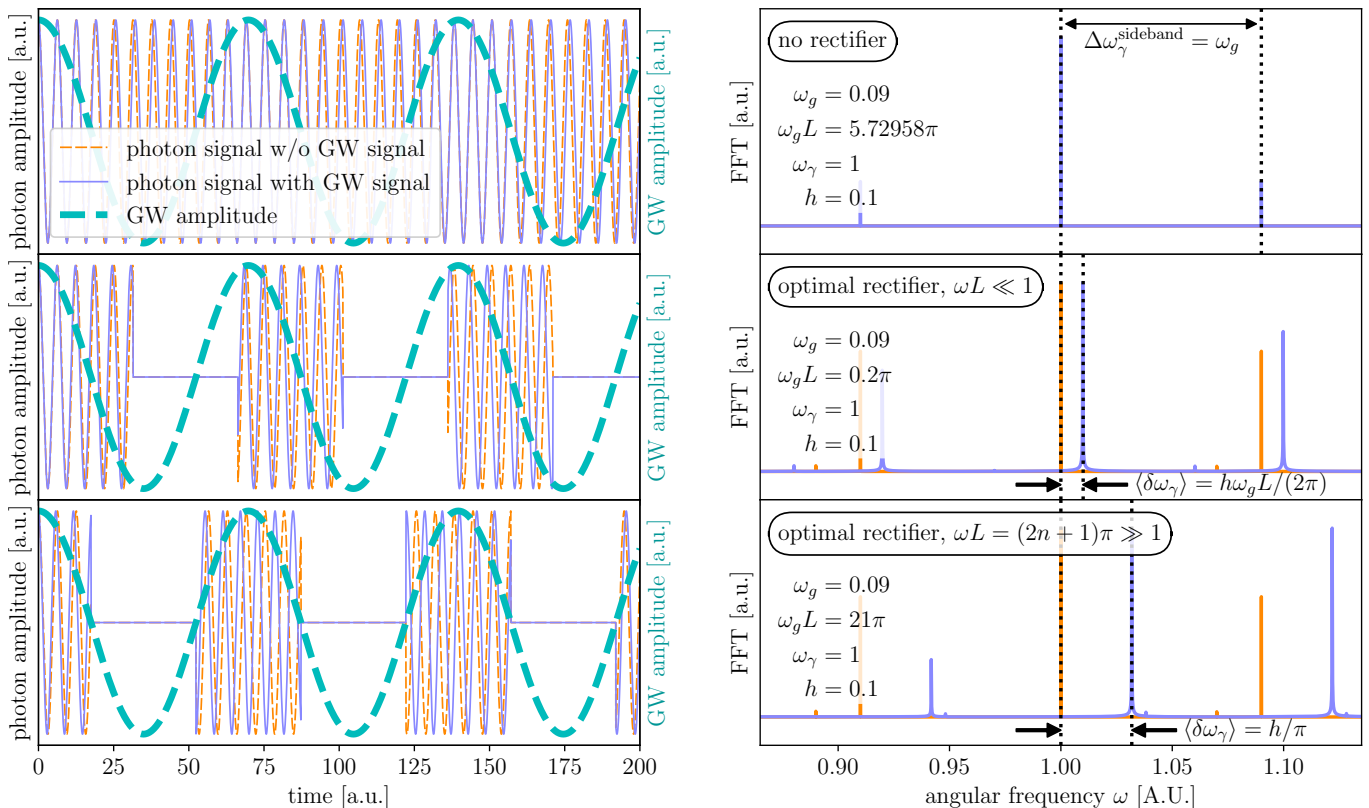 photon amplitude [a.u.]
GW amplitude [a.u.]
photon signal w/o GW signal
photon signal with GW signal
GW amplitude
photon amplitude [a.u.]
GW amplitude [a.u.]
photon amplitude [a.u.]
GW amplitude [a.u.]
0 25 50 75 100 125 150 175 200
time [a.u.]
FFT [a.u.]
no rectifier
Δω_γ^sideband = ω_g
ω_g = 0.09
ω_gL = 5.72958π
ω_γ = 1
h = 0.1
FFT [a.u.]
optimal rectifier, ωL ≪ 1
ω_g = 0.09
ω_gL = 0.2π
ω_γ = 1
h = 0.1
⟨δω_γ⟩ = hω_gL/(2π)
FFT [a.u.]
optimal rectifier, ωL = (2n + 1)π ≫ 1
ω_g = 0.09
ω_gL = 21π
ω_γ = 1
h = 0.1
⟨δω_γ⟩ = h/π
0.90 0.95 1.00 1.05 1.10
angular frequency ω [A.U.]